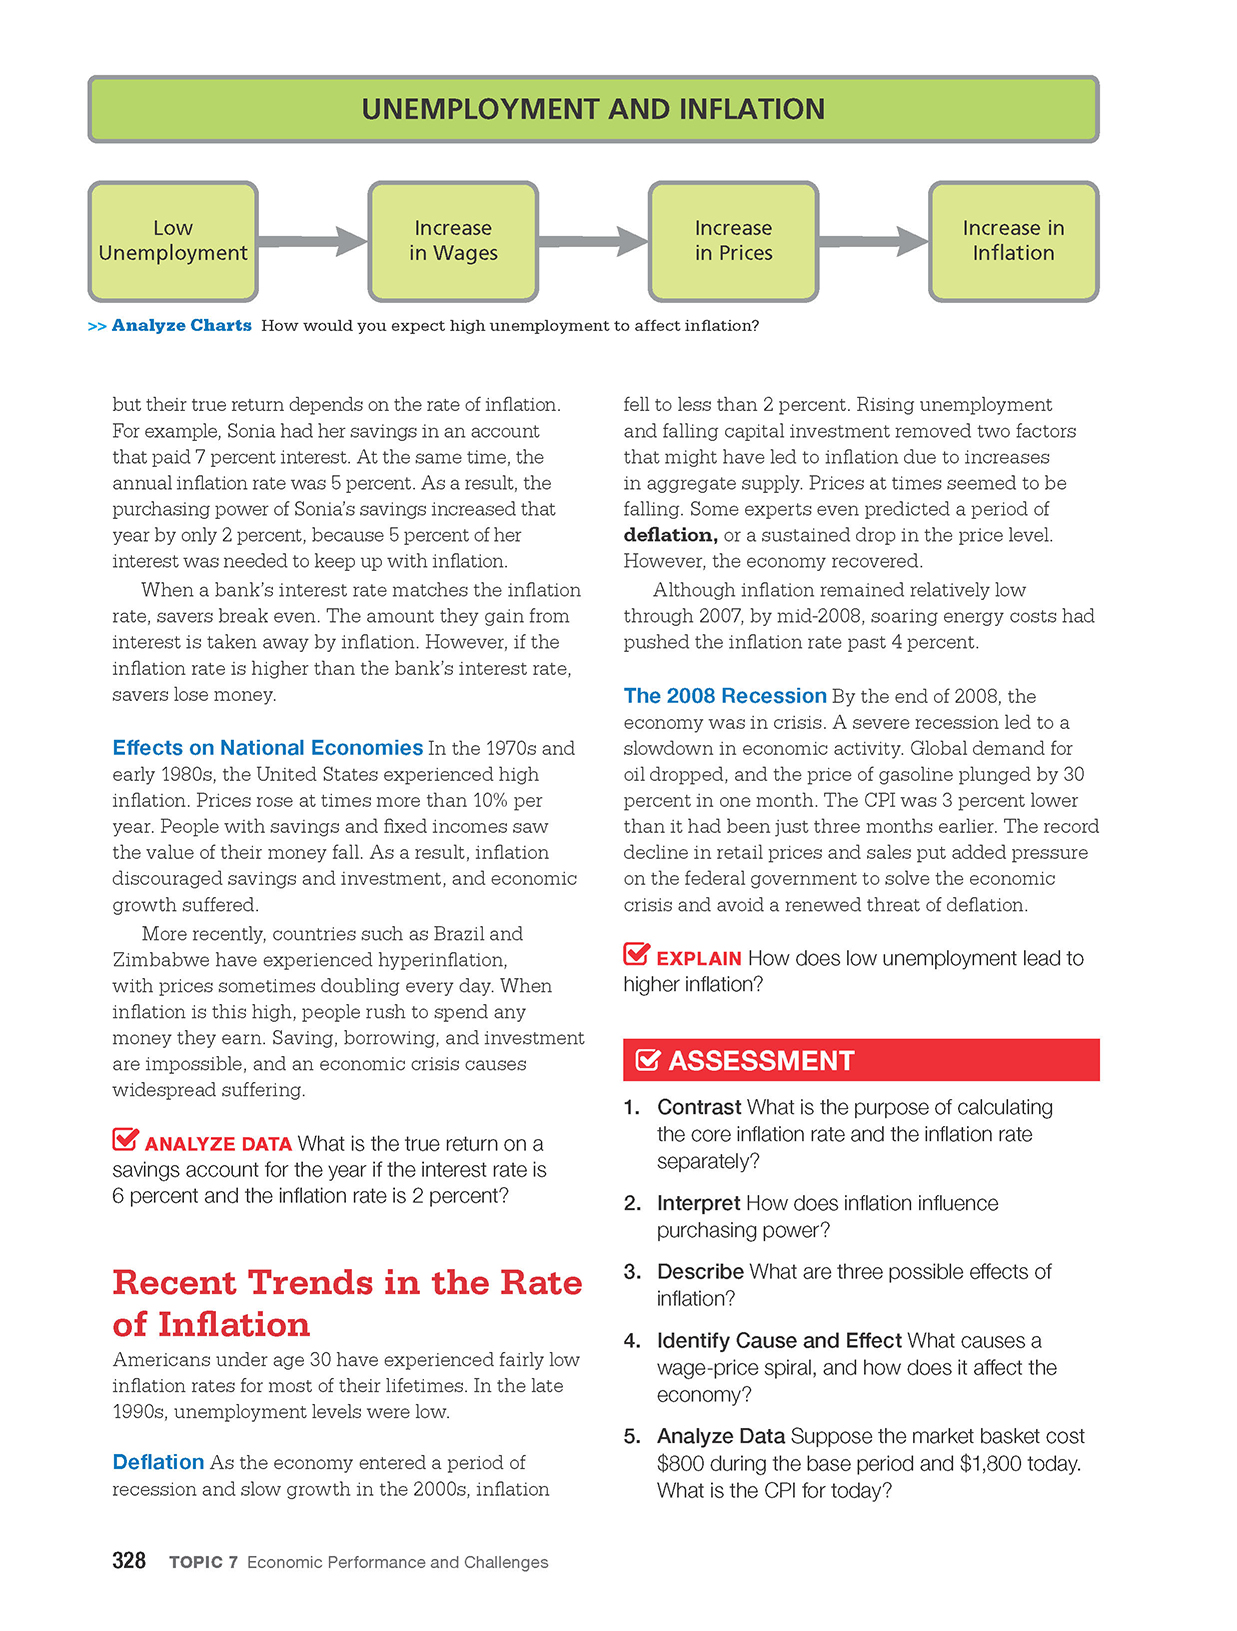 UNEMPLOYMENT AND INFLATION
Low
Unemployment
Increase
in Wages
Increase
in Prices
Increase in
Inflation
>> Analyze Charts How would you expect high unemployment to affect inflation?
but their true return depends on the rate of inflation.
For example, Sonia had her savings in an account
that paid 7 percent interest. At the same time, the
annual inflation rate was 5 percent. As a result, the
purchasing power of Sonia's savings increased that
year by only 2 percent, because 5 percent of her
interest was needed to keep up with inflation.
When a bank's interest rate matches the inflation
rate, savers break even. The amount they gain from
interest is taken away by inflation. However, if the
inflation rate is higher than the bank's interest rate,
savers lose money.
Effects on National Economies In the 1970s and
early 1980s, the United States experienced high
inflation. Prices rose at times more than 10% per
year. People with savings and fixed incomes saw
the value of their money fall. As a result, inflation
discouraged savings and investment, and economic
growth suffered.
More recently, countries such as Brazil and
Zimbabwe have experienced hyperinflation,
with prices sometimes doubling every day. When
inflation is this high, people rush to spend any
money they earn. Saving, borrowing, and investment
are impossible, and an economic crisis causes
widespread suffering.
ANALYZE DATA What is the true return on a
savings account for the year if the interest rate is
6 percent and the inflation rate is 2 percent?
Recent Trends in the Rate
of Inflation
Americans under age 30 have experienced fairly low
inflation rates for most of their lifetimes. In the late
1990s, unemployment levels were low.
Deflation As the economy entered a period of
recession and slow growth in the 2000s, inflation
fell to less than 2 percent. Rising unemployment
and falling capital investment removed two factors
that might have led to inflation due to increases
in aggregate supply. Prices at times seemed to be
falling. Some experts even predicted a period of
deflation, or a sustained drop in the price level.
However, the economy recovered.
Although inflation remained relatively low
through 2007, by mid-2008, soaring energy costs had
pushed the inflation rate past 4 percent.
The 2008 Recession By the end of 2008, the
economy was in crisis. A severe recession led to a
slowdown in economic activity. Global demand for
oil dropped, and the price of gasoline plunged by 30
percent in one month. The CPI was 3 percent lower
than it had been just three months earlier. The record
decline in retail prices and sales put added pressure
on the federal government to solve the economic
crisis and avoid a renewed threat of deflation.
EXPLAIN How does low unemployment lead to
higher inflation?
ASSESSMENT
1. Contrast What is the purpose of calculating
the core inflation rate and the inflation rate
separately?
2. Interpret How does inflation influence
purchasing power?
3. Describe What are three possible effects of
inflation?
4. Identify Cause and Effect What causes a
wage-price spiral, and how does it affect the
economy?
5. Analyze Data Suppose the market basket cost
$800 during the base period and $1,800 today.
What is the CPI for today?
328 TOPIC 7 Economic Performance and Challenges